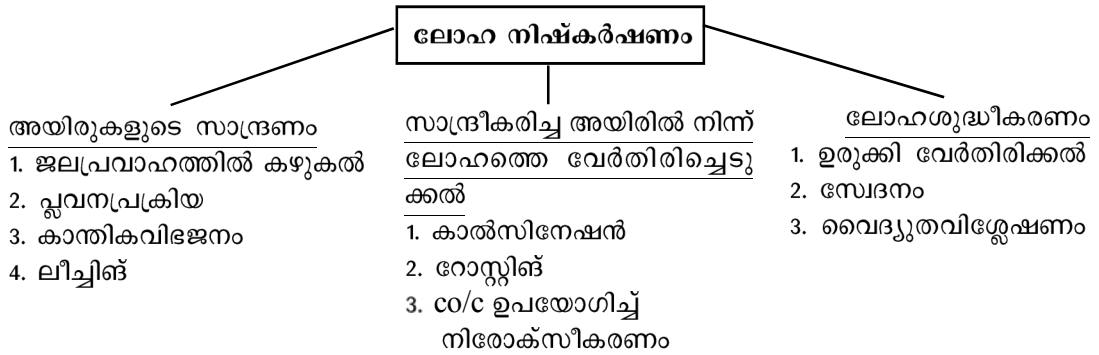 ലോഹ നിഷ്കർഷണം
അയിരുകളുടെ സാന്ദ്രണം
1. ജലപ്രവാഹത്തിൽ കഴുകൽ
2. പ്ലവനപ്രക്രിയ
3. കാന്തികവിഭജനം
4. ലീച്ചിങ്
സാന്ദ്രീകരിച്ച അയിരിൽ നിന്ന്
ലോഹത്തെ വേർതിരിച്ചെടു
ക്കൽ
1. കാൽസിനേഷൻ
2. റോസ്റ്റിങ്
3. co/c ഉപയോഗിച്ച്
നിരോക്സീകരണം
ലോഹശുദ്ധീകരണം
1. ഉരുക്കി വേർതിരിക്കൽ
2. സ്വേദനം
3. വൈദ്യുതവിശ്ലേഷണം